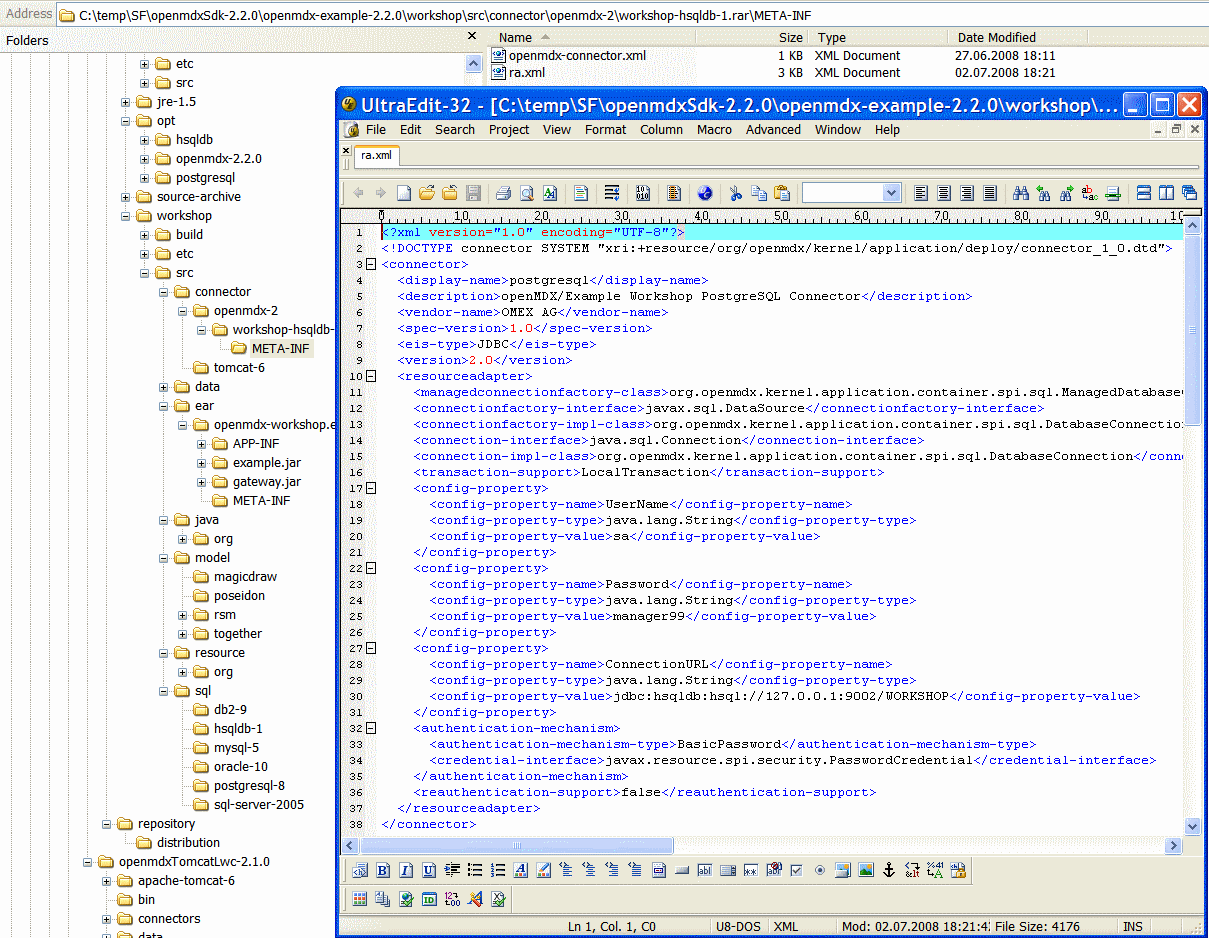 Address C:\temp\SF\openmdxSdk-2.2.0\openmdx-example-2.2.0\workshop\src\connector\openmdx-2\workshop-hsqldb-1.rar\META-INF
Folders
Name Size Type Date Modified
openmdx-connector.xml 1 KB XML Document 27.06.2008 18:11
ra.xml 3 KB XML Document 02.07.2008 18:21
etc
src
jre-1.5
opt
hsqldb
openmdx-2.2.0
postgresql
source-archive
workshop
build
etc
src
connector
openmdx-2
workshop-hsqldb-
META-INF
tomcat-6
data
ear
openmdx-workshop.e
APP-INF
example.jar
gateway.jar
META-INF
java
org
model
magicdraw
poseidon
rsm
together
resource
org
sql
db2-9
hsqldb-1
mysql-5
oracle-10
postgresql-8
sql-server-2005
repository
distribution
openmdxTomcatLwc-2.1.0
apache-tomcat-6
bin
connectors
data
UltraEdit-32 - [C:\temp\SF\openmdxSdk-2.2.0\openmdx-example-2.2.0\workshop\...
File Edit Search Project View Format Column Macro Advanced Window Help
ra.xml
0 10 20 30 40 50 60 70 80 90 10
1 <?xml version="1.0" encoding="UTF-8"?>
2 <!DOCTYPE connector SYSTEM "xri:+resource/org/openmdx/kernel/application/deploy/connector_1_0.dtd">
3 <connector>
4 <display-name>postgresql</display-name>
5 <description>openMDX/Example Workshop PostgreSQL Connector</description>
6 <vendor-name>OMEX AG</vendor-name>
7 <spec-version>1.0</spec-version>
8 <eis-type>JDBC</eis-type>
9 <version>2.0</version>
10 <resourceadapter>
11 <managedconnectionfactory-class>org.openmdx.kernel.application.container.spi.sql.ManagedDatabase
12 <connectionfactory-interface>javax.sql.DataSource</connectionfactory-interface>
13 <connectionfactory-impl-class>org.openmdx.kernel.application.container.spi.sql.DatabaseConnection
14 <connection-interface>java.sql.Connection</connection-interface>
15 <connection-impl-class>org.openmdx.kernel.application.container.spi.sql.DatabaseConnection</conn
16 <transaction-support>LocalTransaction</transaction-support>
17 <config-property>
18 <config-property-name>UserName</config-property-name>
19 <config-property-type>java.lang.String</config-property-type>
20 <config-property-value>sa</config-property-value>
21 </config-property>
22 <config-property>
23 <config-property-name>Password</config-property-name>
24 <config-property-type>java.lang.String</config-property-type>
25 <config-property-value>manager99</config-property-value>
26 </config-property>
27 <config-property>
28 <config-property-name>ConnectionURL</config-property-name>
29 <config-property-type>java.lang.String</config-property-type>
30 <config-property-value>jdbc:hsqldb:hsql://127.0.0.1:9002/WORKSHOP</config-property-value>
31 </config-property>
32 <authentication-mechanism>
33 <authentication-mechanism-type>BasicPassword</authentication-mechanism-type>
34 <credential-interface>javax.resource.spi.security.PasswordCredential</credential-interface>
35 </authentication-mechanism>
36 <reauthentication-support>false</reauthentication-support>
37 </resourceadapter>
38 </connector>
Ln 1, Col. 1, C0 U8-DOS XML Mod: 02.07.2008 18:21:4 File Size: 4176 INS